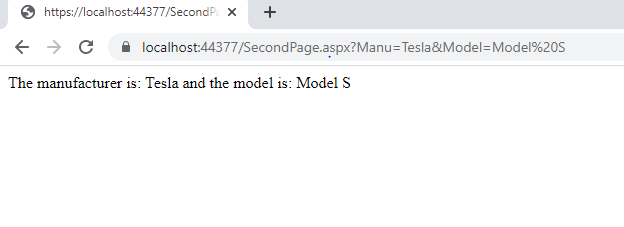 https://localhost:44377/SecondP
localhost:44377/SecondPage.aspx?Manu=Tesla&Model=Model%20S
The manufacturer is: Tesla and the model is: Model S